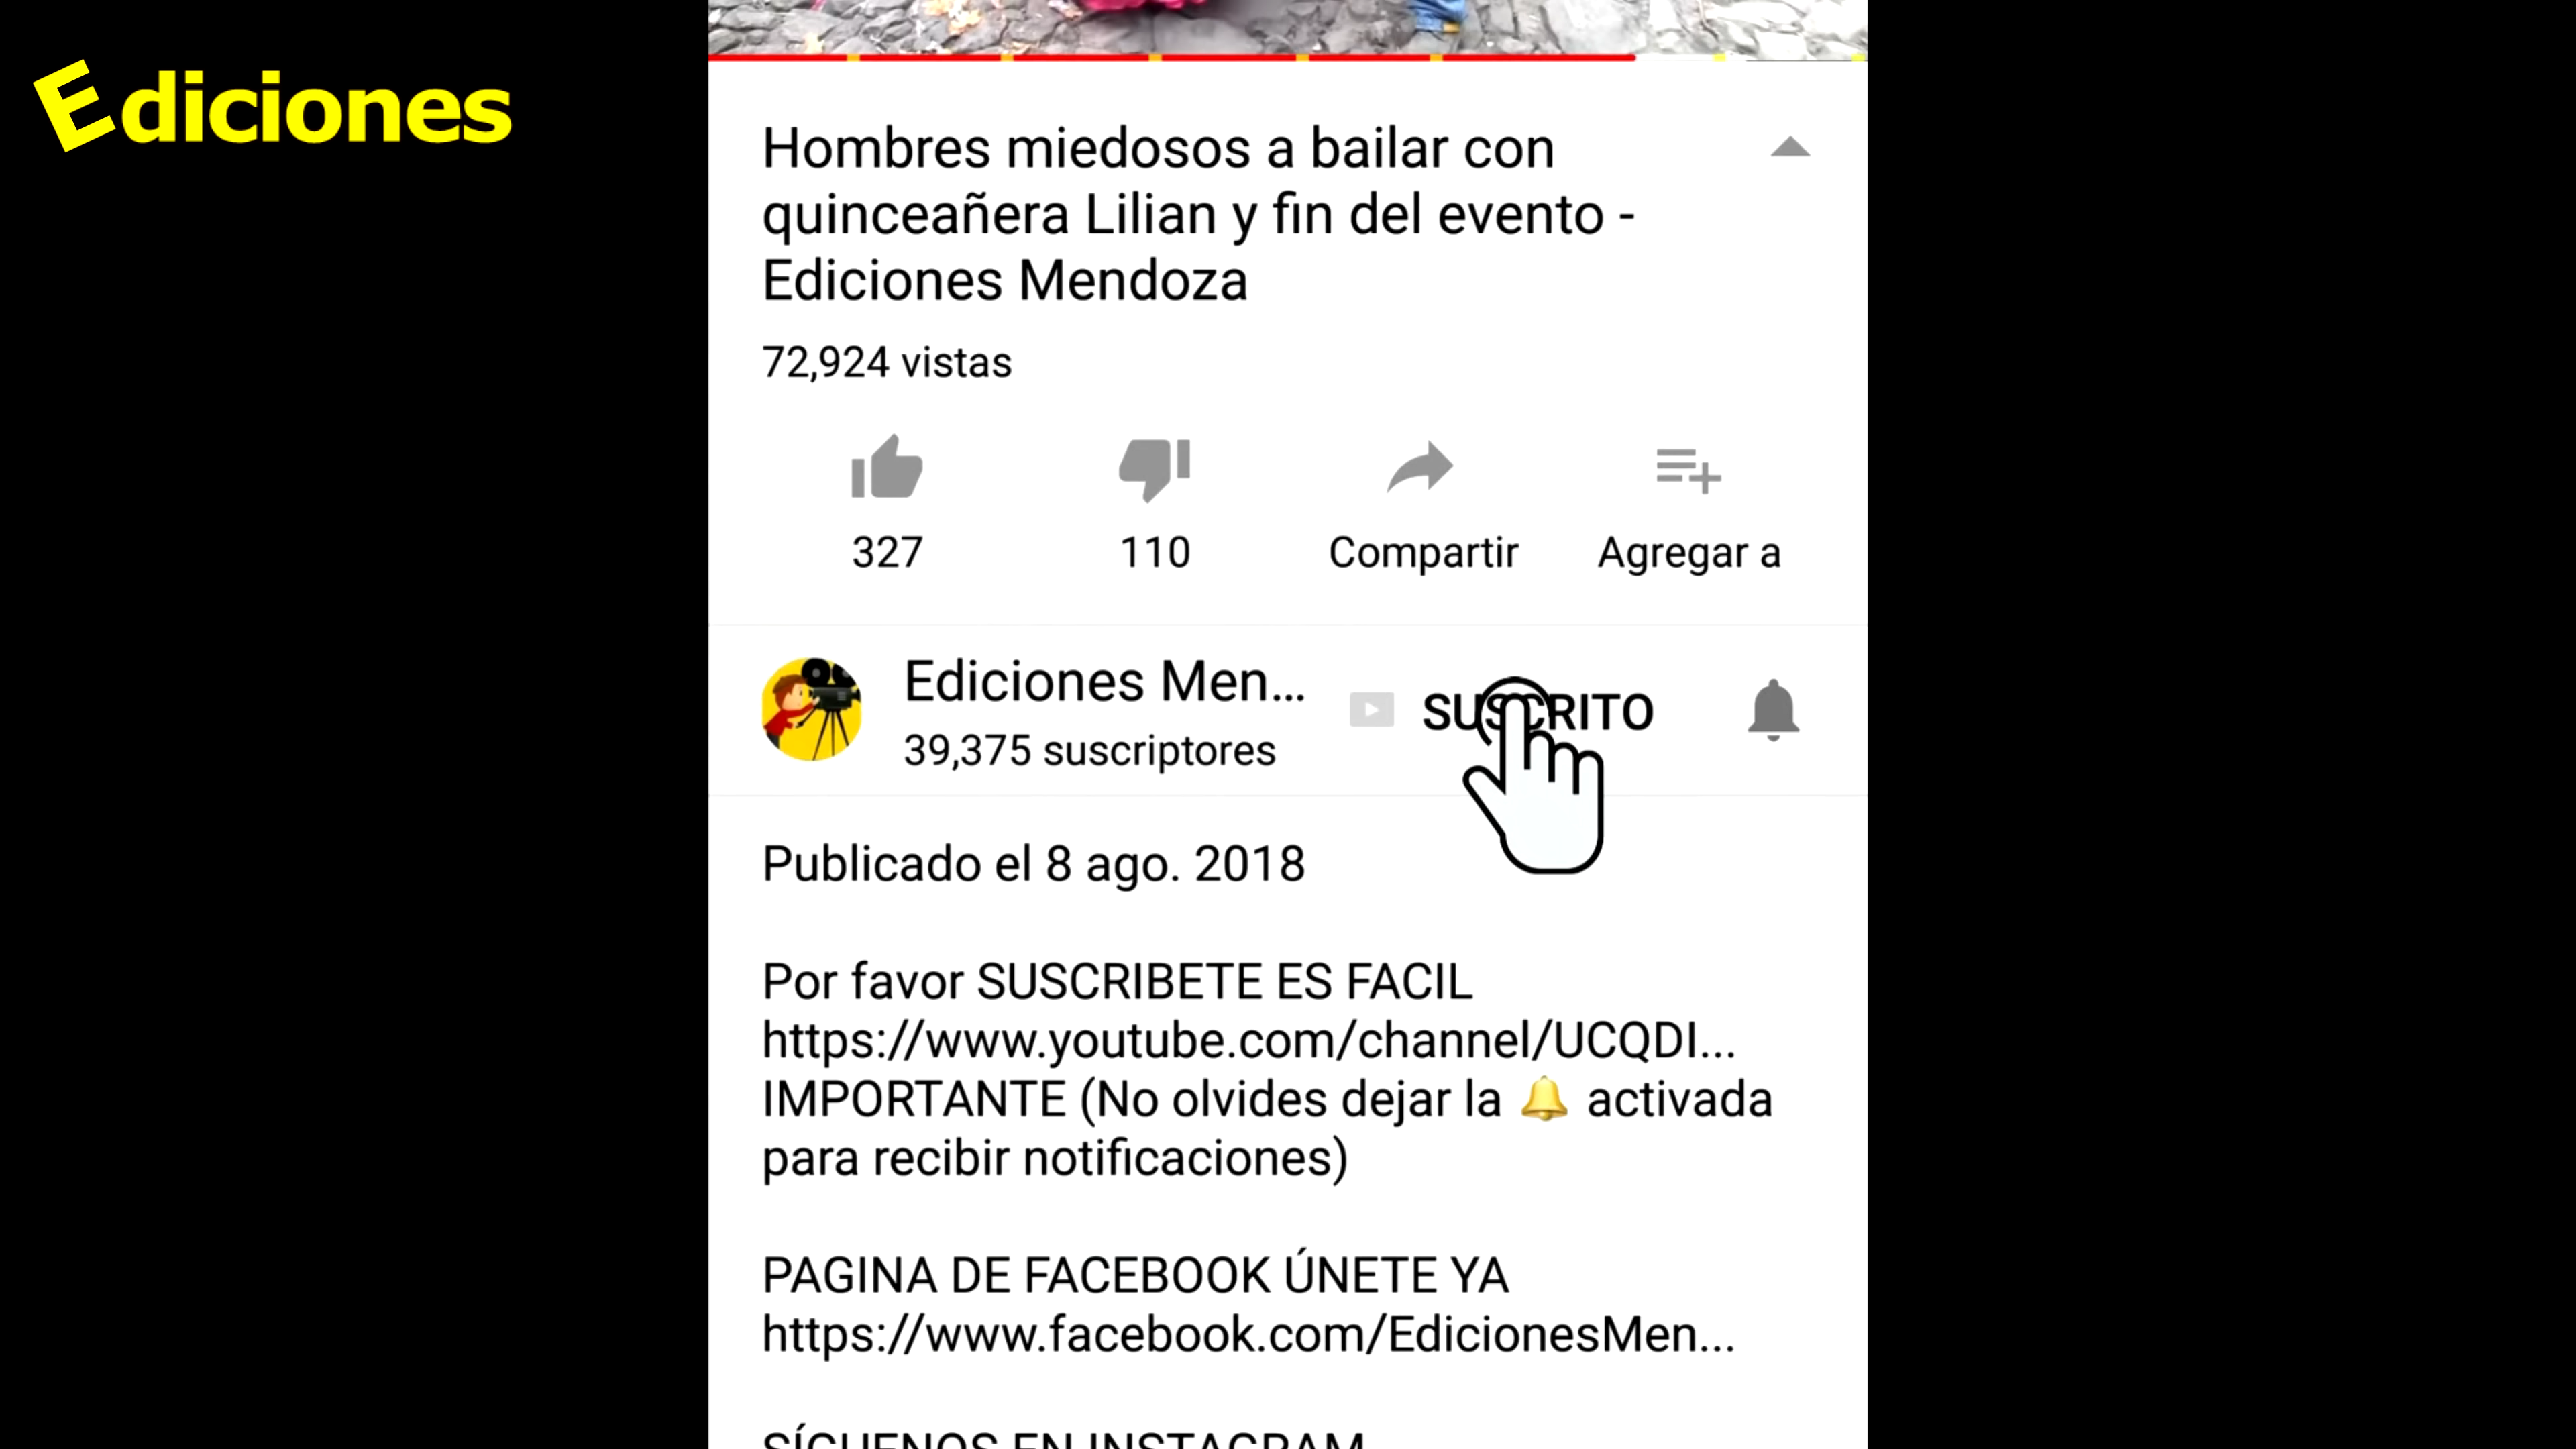 Ediciones
Hombres miedosos a bailar con
quinceañera Lilian y fin del evento -
Ediciones Mendoza
72,924 vistas
327
110
Compartir
Agregar a
Ediciones Men...
SUSCRITO
39,375 suscriptores
Publicado el 8 ago. 2018
Por favor SUSCRIBETE ES FACIL
https://www.youtube.com/channel/UCQDI...
IMPORTANTE (No olvides dejar la 🔔 activada
para recibir notificaciones)
PAGINA DE FACEBOOK ÚNETE YA
https://www.facebook.com/EdicionesMen...
SÍGUENOS EN INSTAGRAM